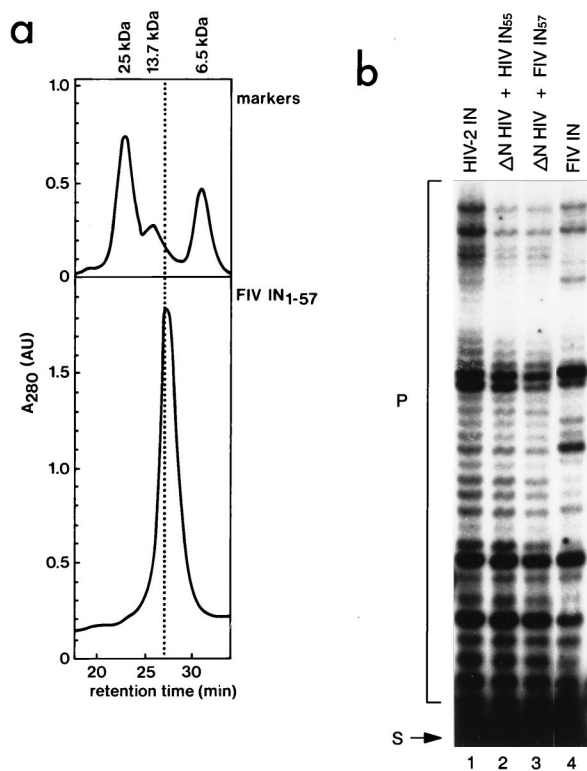 a
25 kDa
13.7 kDa
6.5 kDa
1.0
markers
0.5
0
FIV IN1-57
A280 (AU)
1.5
1.0
0.5
0
20
25
30
retention time (min)
b
HIV-2 IN
ΔN HIV + HIV IN55
ΔN HIV + FIV IN57
FIV IN
P
S
1
2
3
4